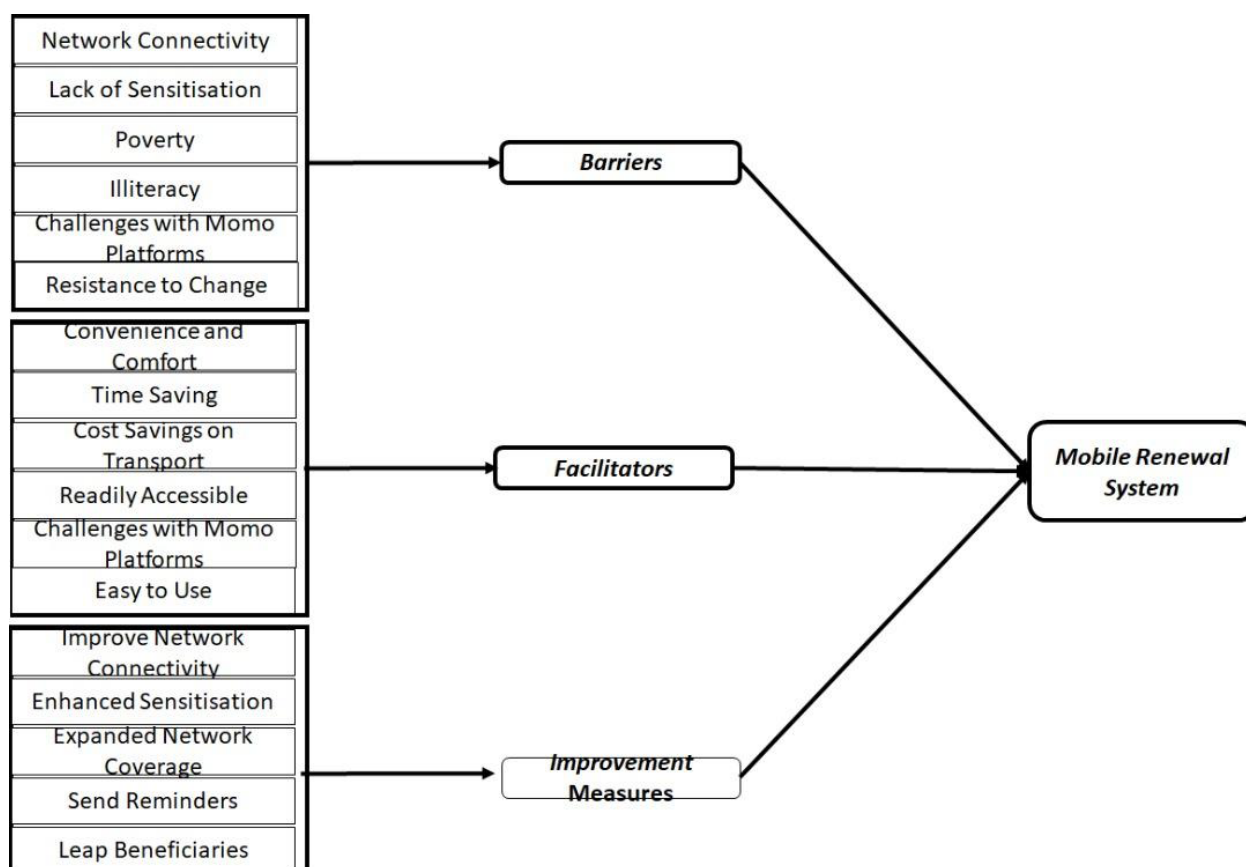 Network Connectivity
Lack of Sensitisation
Poverty
Illiteracy
Challenges with Momo
Platforms
Resistance to Change
Barriers
Convenience and
Comfort
Time Saving
Cost Savings on
Transport
Readily Accessible
Challenges with Momo
Platforms
Easy to Use
Facilitators
Mobile Renewal
System
Improve Network
Connectivity
Enhanced Sensitisation
Expanded Network
Coverage
Send Reminders
Leap Beneficiaries
Improvement
Measures